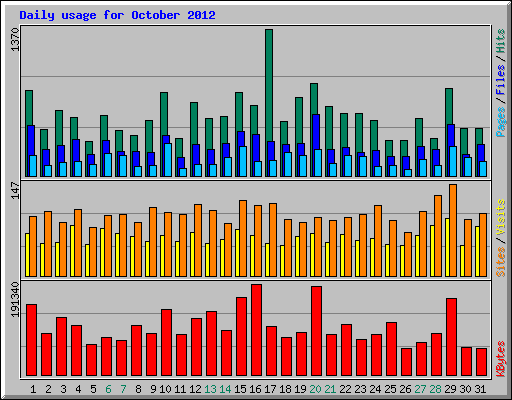 Daily usage for October 2012
1370
Pages / Files / Hits
147
Sites / Visits
191340
KBytes
1 2 3 4 5 6 7 8 9 10 11 12 13 14 15 16 17 18 19 20 21 22 23 24 25 26 27 28 29 30 31